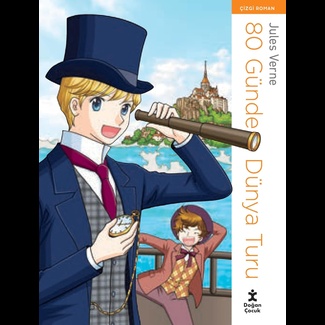 ÇİZGİ ROMAN
Jules Verne
80 Günde Dünya Turu
Doğan
Çocuk